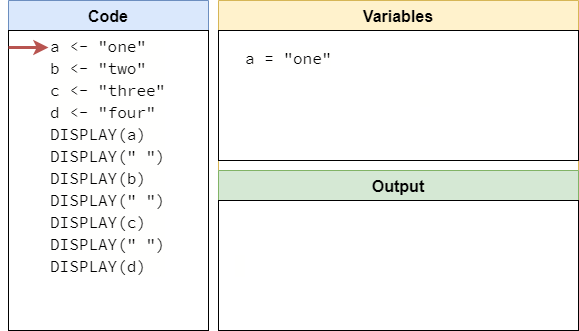 Code
a <- "one"
b <- "two"
c <- "three"
d <- "four"
DISPLAY(a)
DISPLAY(" ")
DISPLAY(b)
DISPLAY(" ")
DISPLAY(c)
DISPLAY(" ")
DISPLAY(d)
Variables
a = "one"
Output